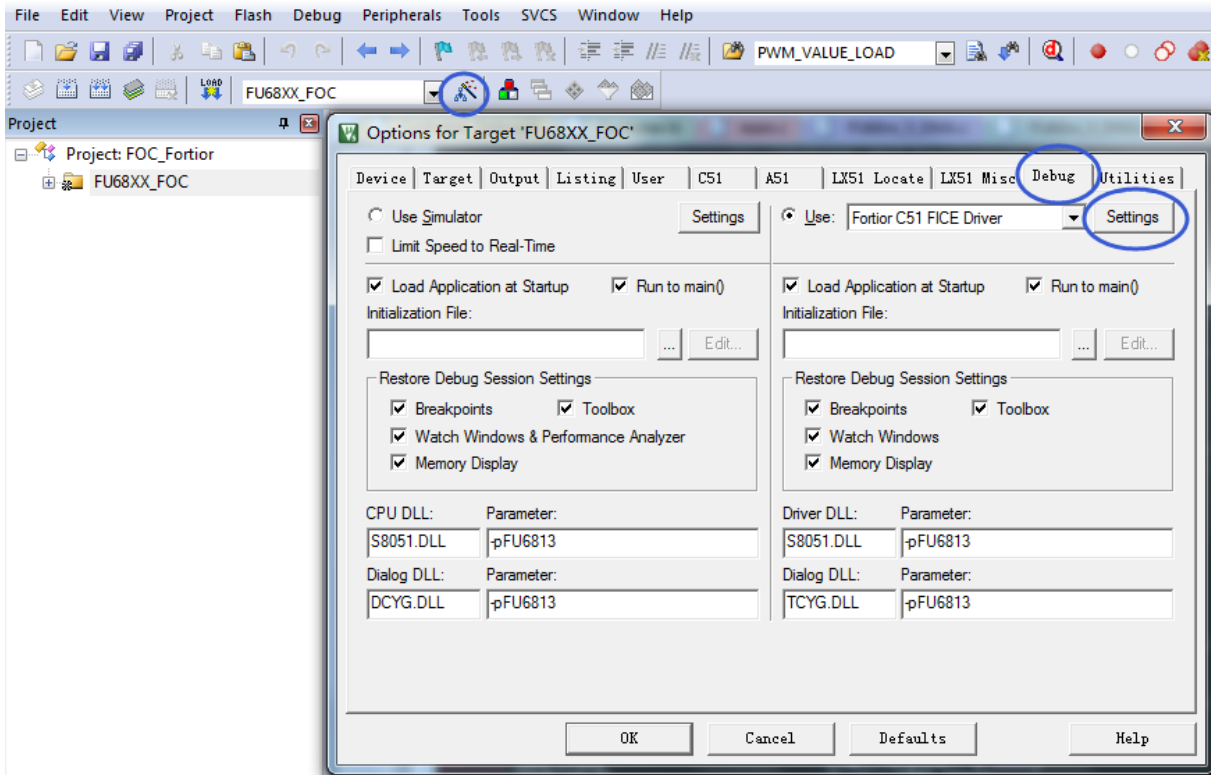 File Edit View Project Flash Debug Peripherals Tools SVCS Window Help
PWM_VALUE_LOAD
LOAD FU68XX_FOC
Project
Project: FOC_Fortior
FU68XX_FOC
Options for Target 'FU68XX_FOC'
Device Target Output Listing User C51 A51 LX51 Locate LX51 Misc Debug Utilities
Use Simulator Settings Use: Fortior C51 FICE Driver Settings
Limit Speed to Real-Time
Load Application at Startup Run to main() Load Application at Startup Run to main()
Initialization File: Initialization File:
... Edit... ... Edit...
Restore Debug Session Settings Restore Debug Session Settings
Breakpoints Toolbox Breakpoints Toolbox
Watch Windows & Performance Analyzer Watch Windows
Memory Display Memory Display
CPU DLL: Parameter: Driver DLL: Parameter:
S8051.DLL -pFU6813 S8051.DLL -pFU6813
Dialog DLL: Parameter: Dialog DLL: Parameter:
DCYG.DLL -pFU6813 TCYG.DLL -pFU6813
OK Cancel Defaults Help